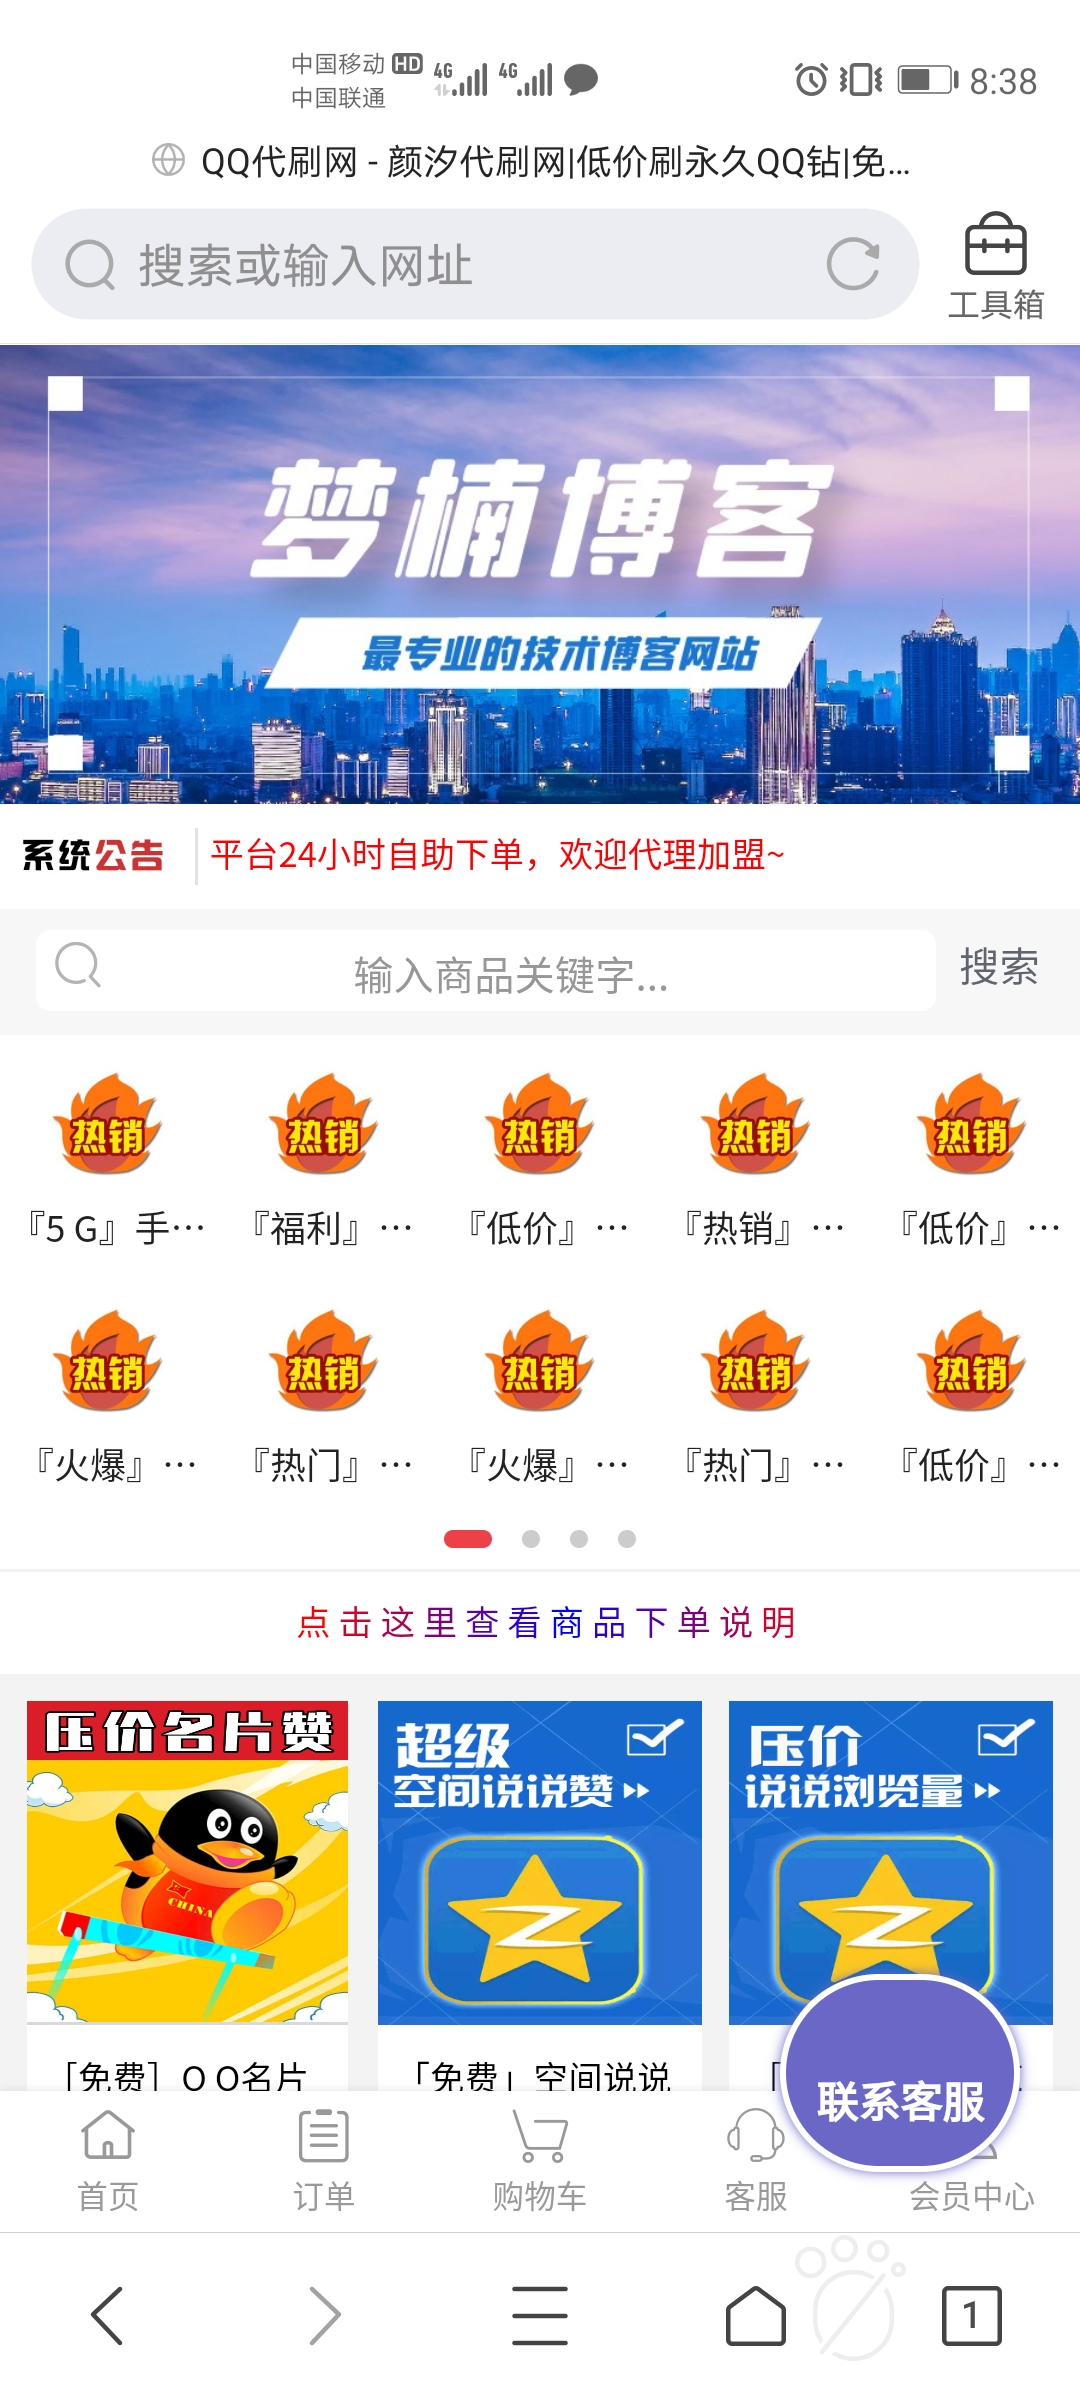 中国移动 HD 4G 4G 8:38
中国联通
QQ代刷网 - 颜汐代刷网|低价刷永久QQ钻|免...
搜索或输入网址
工具箱
梦楠博客
最专业的技术博客网站
系统公告 平台24小时自助下单，欢迎代理加盟~
输入商品关键字... 搜索
热销 热销 热销 热销 热销
『5 G』手… 『福利』… 『低价』… 『热销』… 『低价』…
热销 热销 热销 热销 热销
『火爆』… 『热门』… 『火爆』… 『热门』… 『低价』…
点击这里查看商品下单说明
压价名片赞
CHINA
超级
空间说说赞
压价
说说浏览量
［免费］Q Q名片
「免费」空间说说
联系客服
首页 订单 购物车 客服 会员中心
1